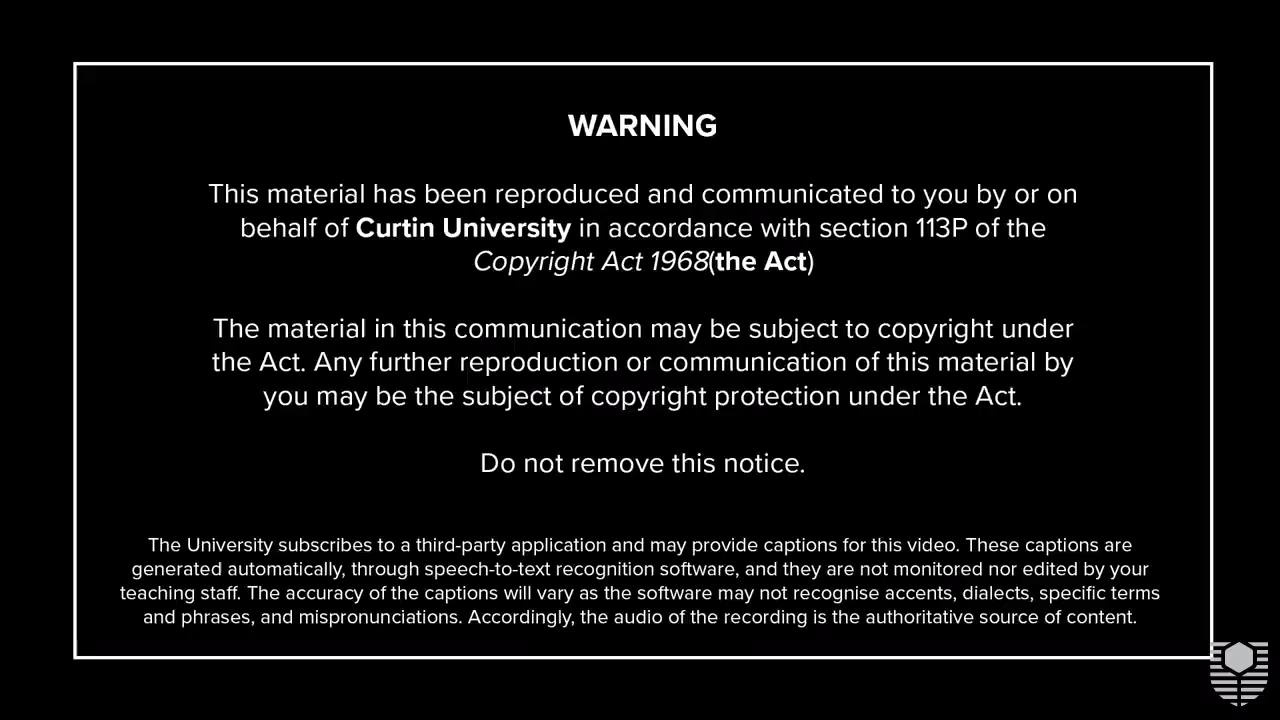 WARNING
This material has been reproduced and communicated to you by or on
behalf of Curtin University in accordance with section 113P of the
Copyright Act 1968(the Act)
The material in this communication may be subject to copyright under
the Act. Any further reproduction or communication of this material by
you may be the subject of copyright protection under the Act.
Do not remove this notice.
The University subscribes to a third-party application and may provide captions for this video. These captions are
generated automatically, through speech-to-text recognition software, and they are not monitored nor edited by your
teaching staff. The accuracy of the captions will vary as the software may not recognise accents, dialects, specific terms
and phrases, and mispronunciations. Accordingly, the audio of the recording is the authoritative source of content.